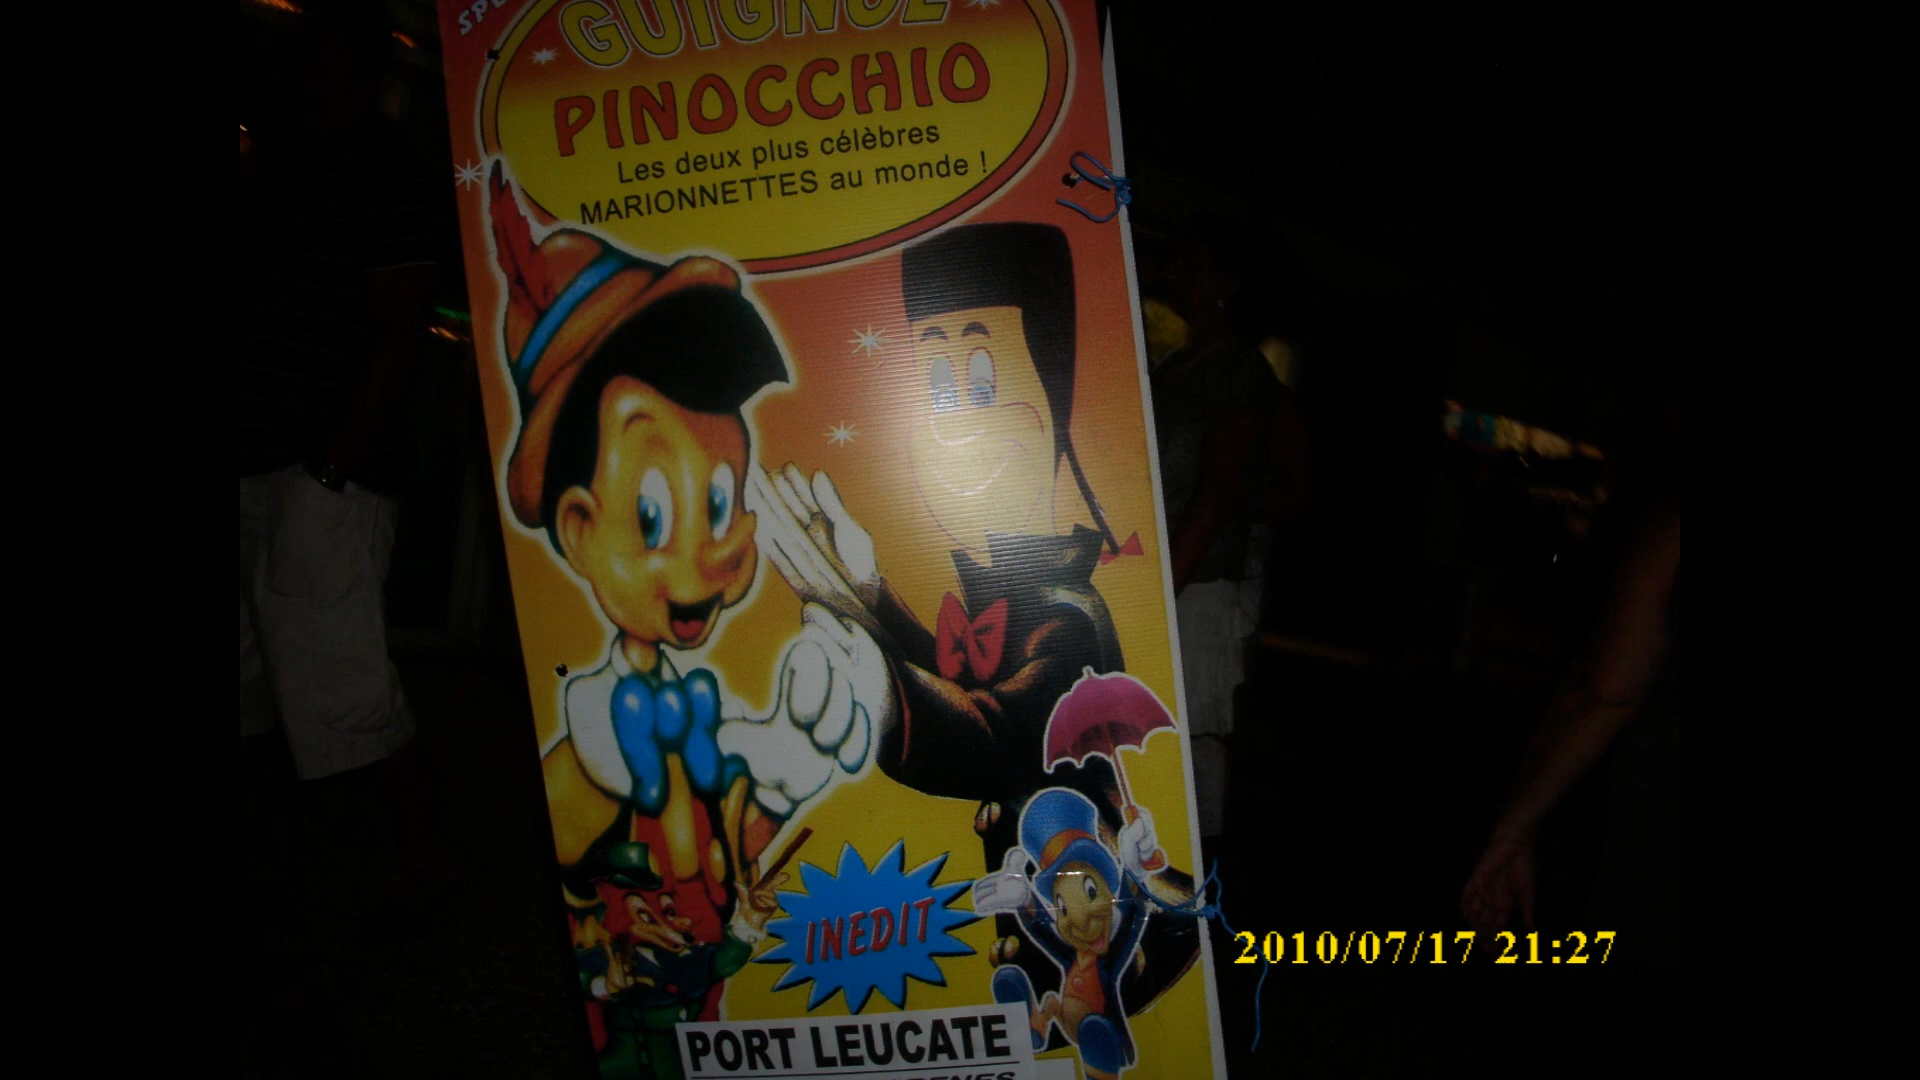 GUIGNOL
PINOCCHIO
Les deux plus célèbres
MARIONNETTES au monde !
INEDIT
PORT LEUCATE
2010/07/17 21:27